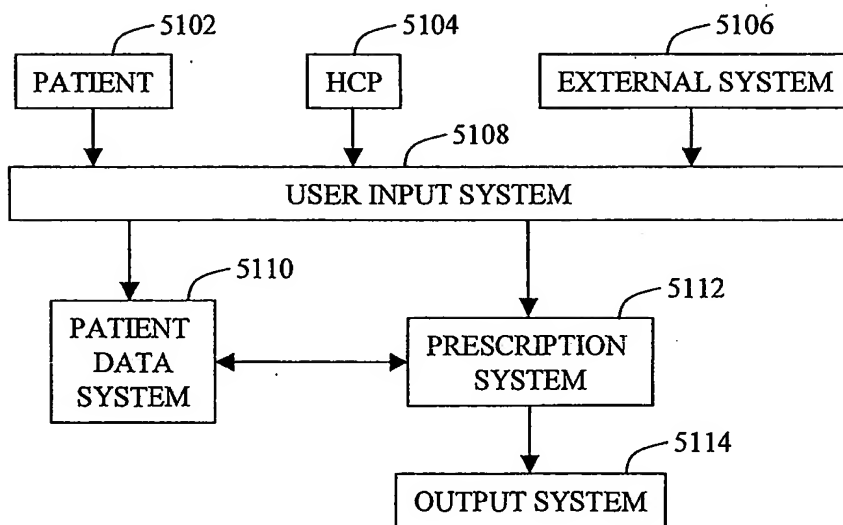 5102
5104
5106
PATIENT
HCP
EXTERNAL SYSTEM
5108
USER INPUT SYSTEM
5110
5112
PATIENT
DATA
SYSTEM
PRESCRIPTION
SYSTEM
5114
OUTPUT SYSTEM